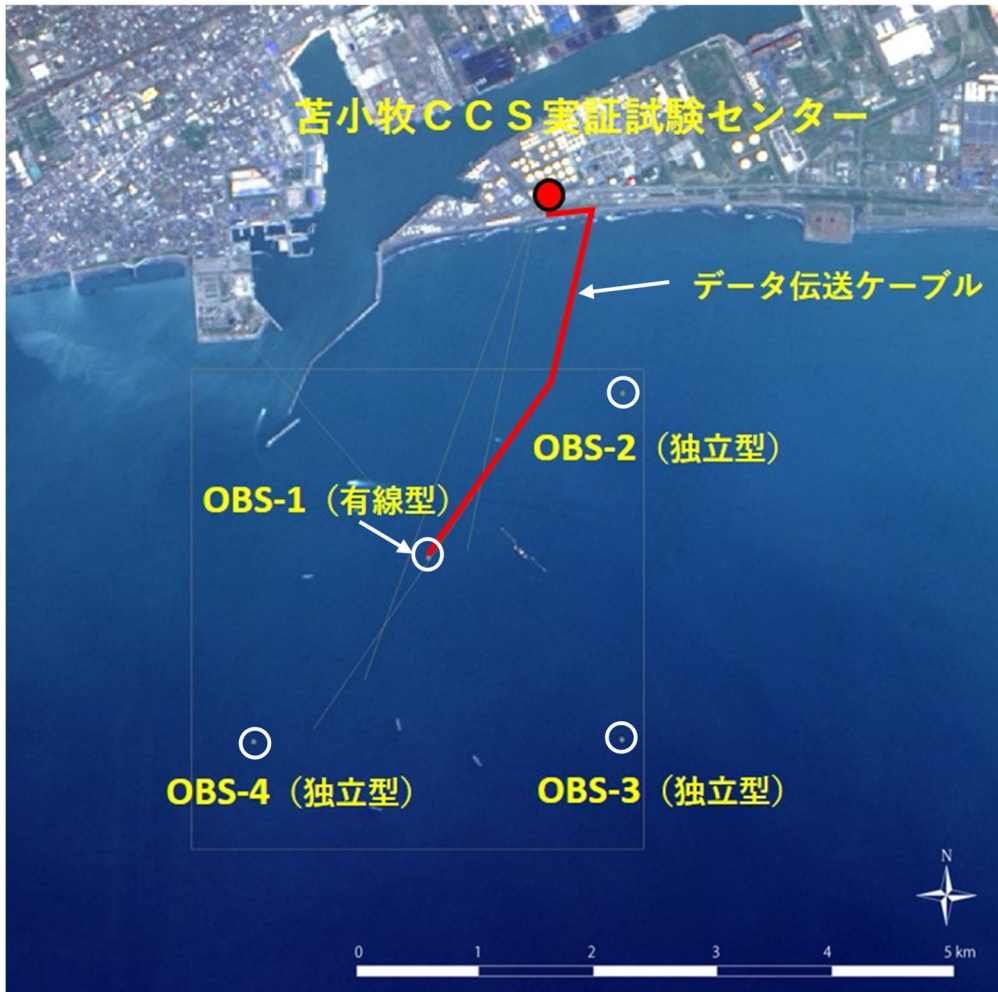 苫小牧ＣＣＳ実証試験センター
データ伝送ケーブル
OBS-2（独立型）
OBS-1（有線型）
OBS-4（独立型）
OBS-3（独立型）
N
0 1 2 3 4 5 km